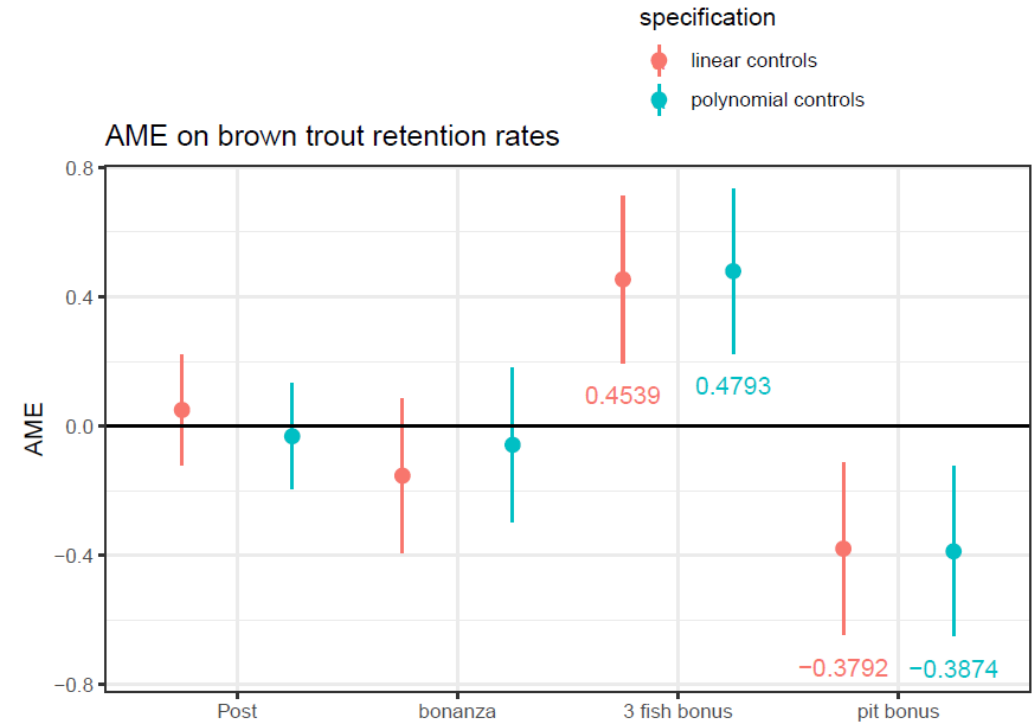 specification
linear controls
polynomial controls
AME on brown trout retention rates
0.8
0.4
0.0
−0.4
−0.8
AME
0.4539
0.4793
−0.3792
−0.3874
Post
bonanza
3 fish bonus
pit bonus